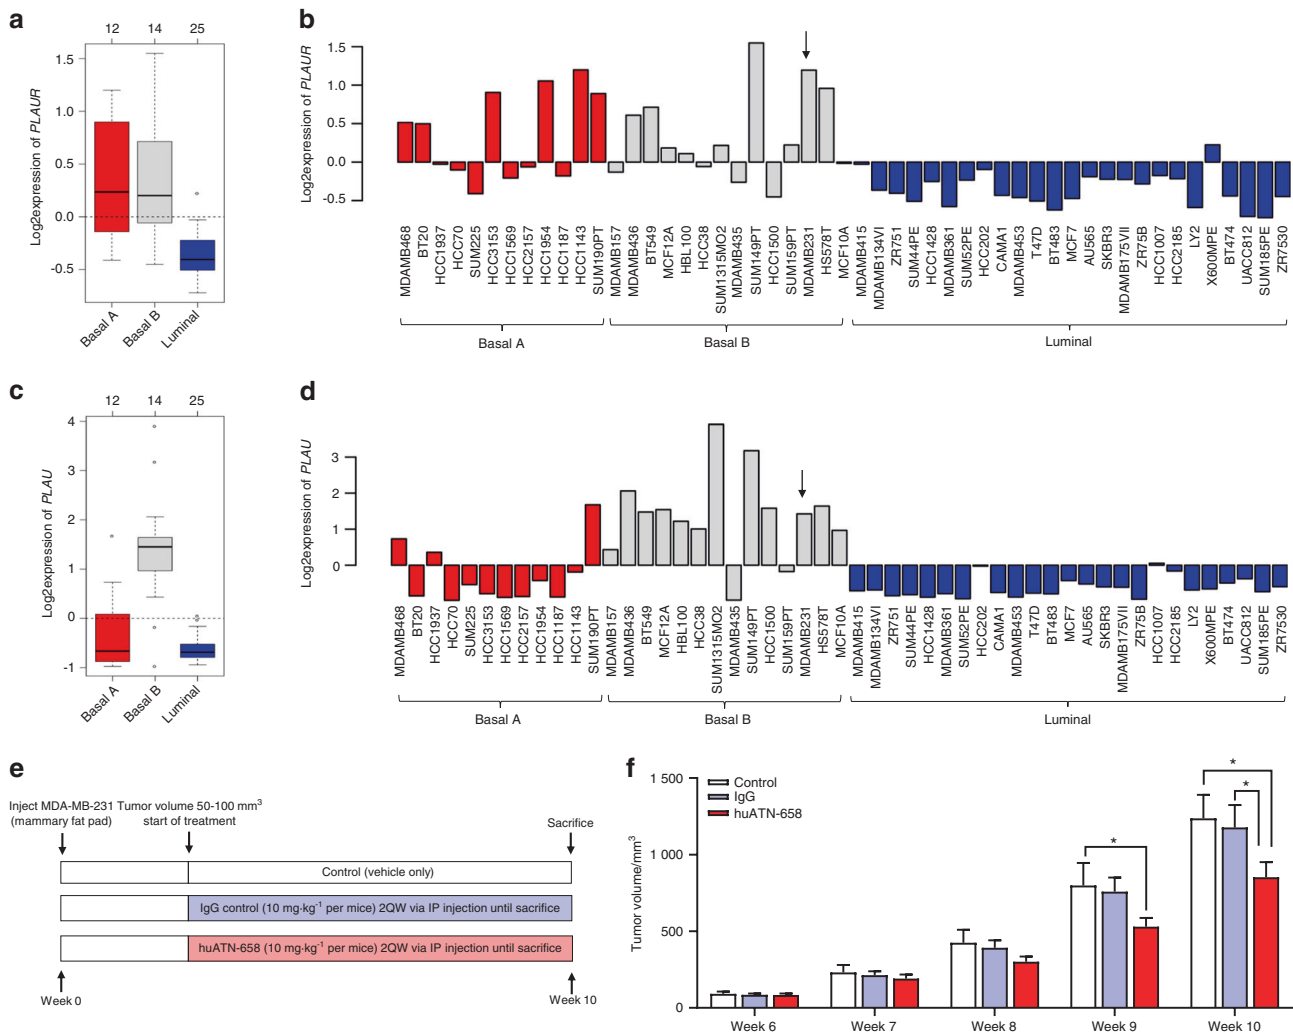 a
12 14 25
Log2expression of PLAUR
1.5
1.0
0.5
0.0
-0.5
Basal A
Basal B
Luminal
b
Log2expression of PLAUR
1.5
1.0
0.5
0.0
-0.5
MDAMB468
BT20
HCC1937
HCC70
SUM225
HCC3153
HCC1569
HCC2157
HCC1954
HCC1187
HCC1143
SUM190PT
MDAMB157
MDAMB436
BT549
MCF12A
HBL100
HCC38
SUM1315MO2
MDAMB435
SUM149PT
HCC1500
SUM159PT
MDAMB231
HS578T
MCF10A
MDAMB415
MDAMB134VI
ZR751
SUM44PE
HCC1428
MDAMB361
SUM52PE
HCC202
CAMA1
MDAMB453
T47D
BT483
MCF7
AU565
SKBR3
MDAMB175VII
ZR75B
HCC1007
HCC2185
LY2
X600MPE
BT474
UACC812
SUM185PE
ZR7530
Basal A
Basal B
Luminal
c
12 14 25
Log2expression of PLAU
4
3
2
1
0
-1
Basal A
Basal B
Luminal
d
Log2expression of PLAU
3
2
1
0
MDAMB468
BT20
HCC1937
HCC70
SUM225
HCC3153
HCC1569
HCC2157
HCC1954
HCC1187
HCC1143
SUM190PT
MDAMB157
MDAMB436
BT549
MCF12A
HBL100
HCC38
SUM1315MO2
MDAMB435
SUM149PT
HCC1500
SUM159PT
MDAMB231
HS578T
MCF10A
MDAMB415
MDAMB134VI
ZR751
SUM44PE
HCC1428
MDAMB361
SUM52PE
HCC202
CAMA1
MDAMB453
T47D
BT483
MCF7
AU565
SKBR3
MDAMB175VII
ZR75B
HCC1007
HCC2185
LY2
X600MPE
BT474
UACC812
SUM185PE
ZR7530
Basal A
Basal B
Luminal
e
Inject MDA-MB-231
(mammary fat pad)
Tumor volume 50-100 mm³
start of treatment
Sacrifice
Control (vehicle only)
IgG control (10 mg·kg⁻¹ per mice) 2QW via IP injection until sacrifice
huATN-658 (10 mg·kg⁻¹ per mice) 2QW via IP injection until sacrifice
Week 0
Week 10
f
Tumor volume/mm³
1 500
1 000
500
0
Control
IgG
huATN-658
*
*
*
Week 6
Week 7
Week 8
Week 9
Week 10